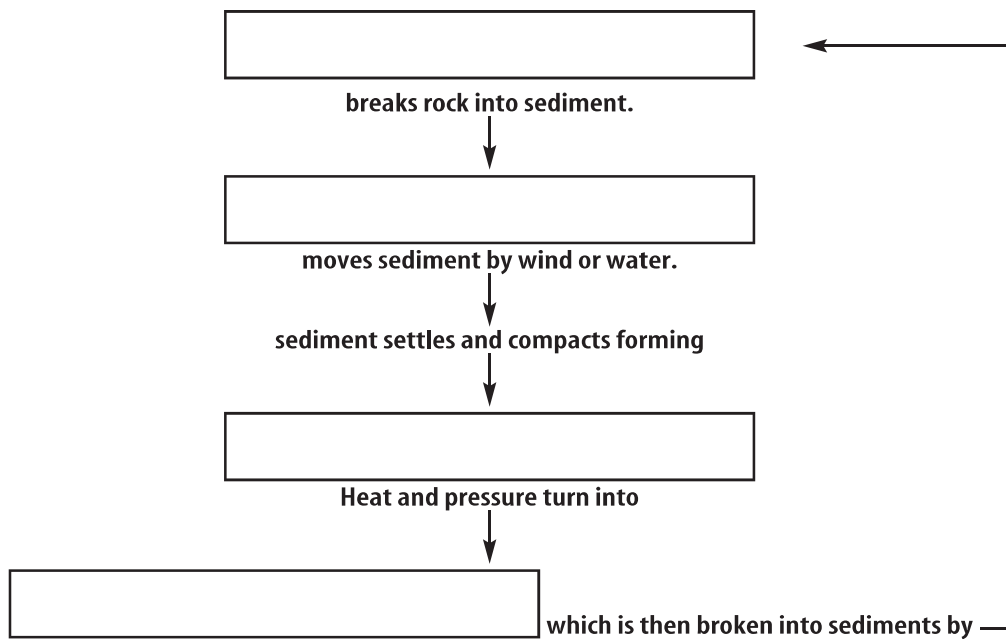 breaks rock into sediment.
moves sediment by wind or water.
sediment settles and compacts forming
Heat and pressure turn into
which is then broken into sediments by